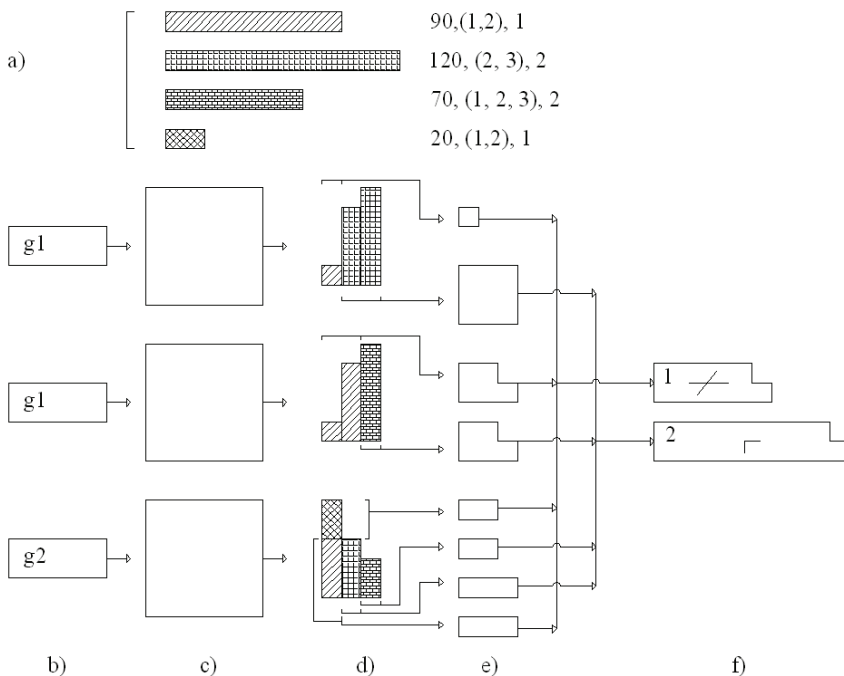 a)
90,(1,2), 1
120, (2, 3), 2
70, (1, 2, 3), 2
20, (1,2), 1
g1
g1
1
2
g2
b) c) d) e) f)